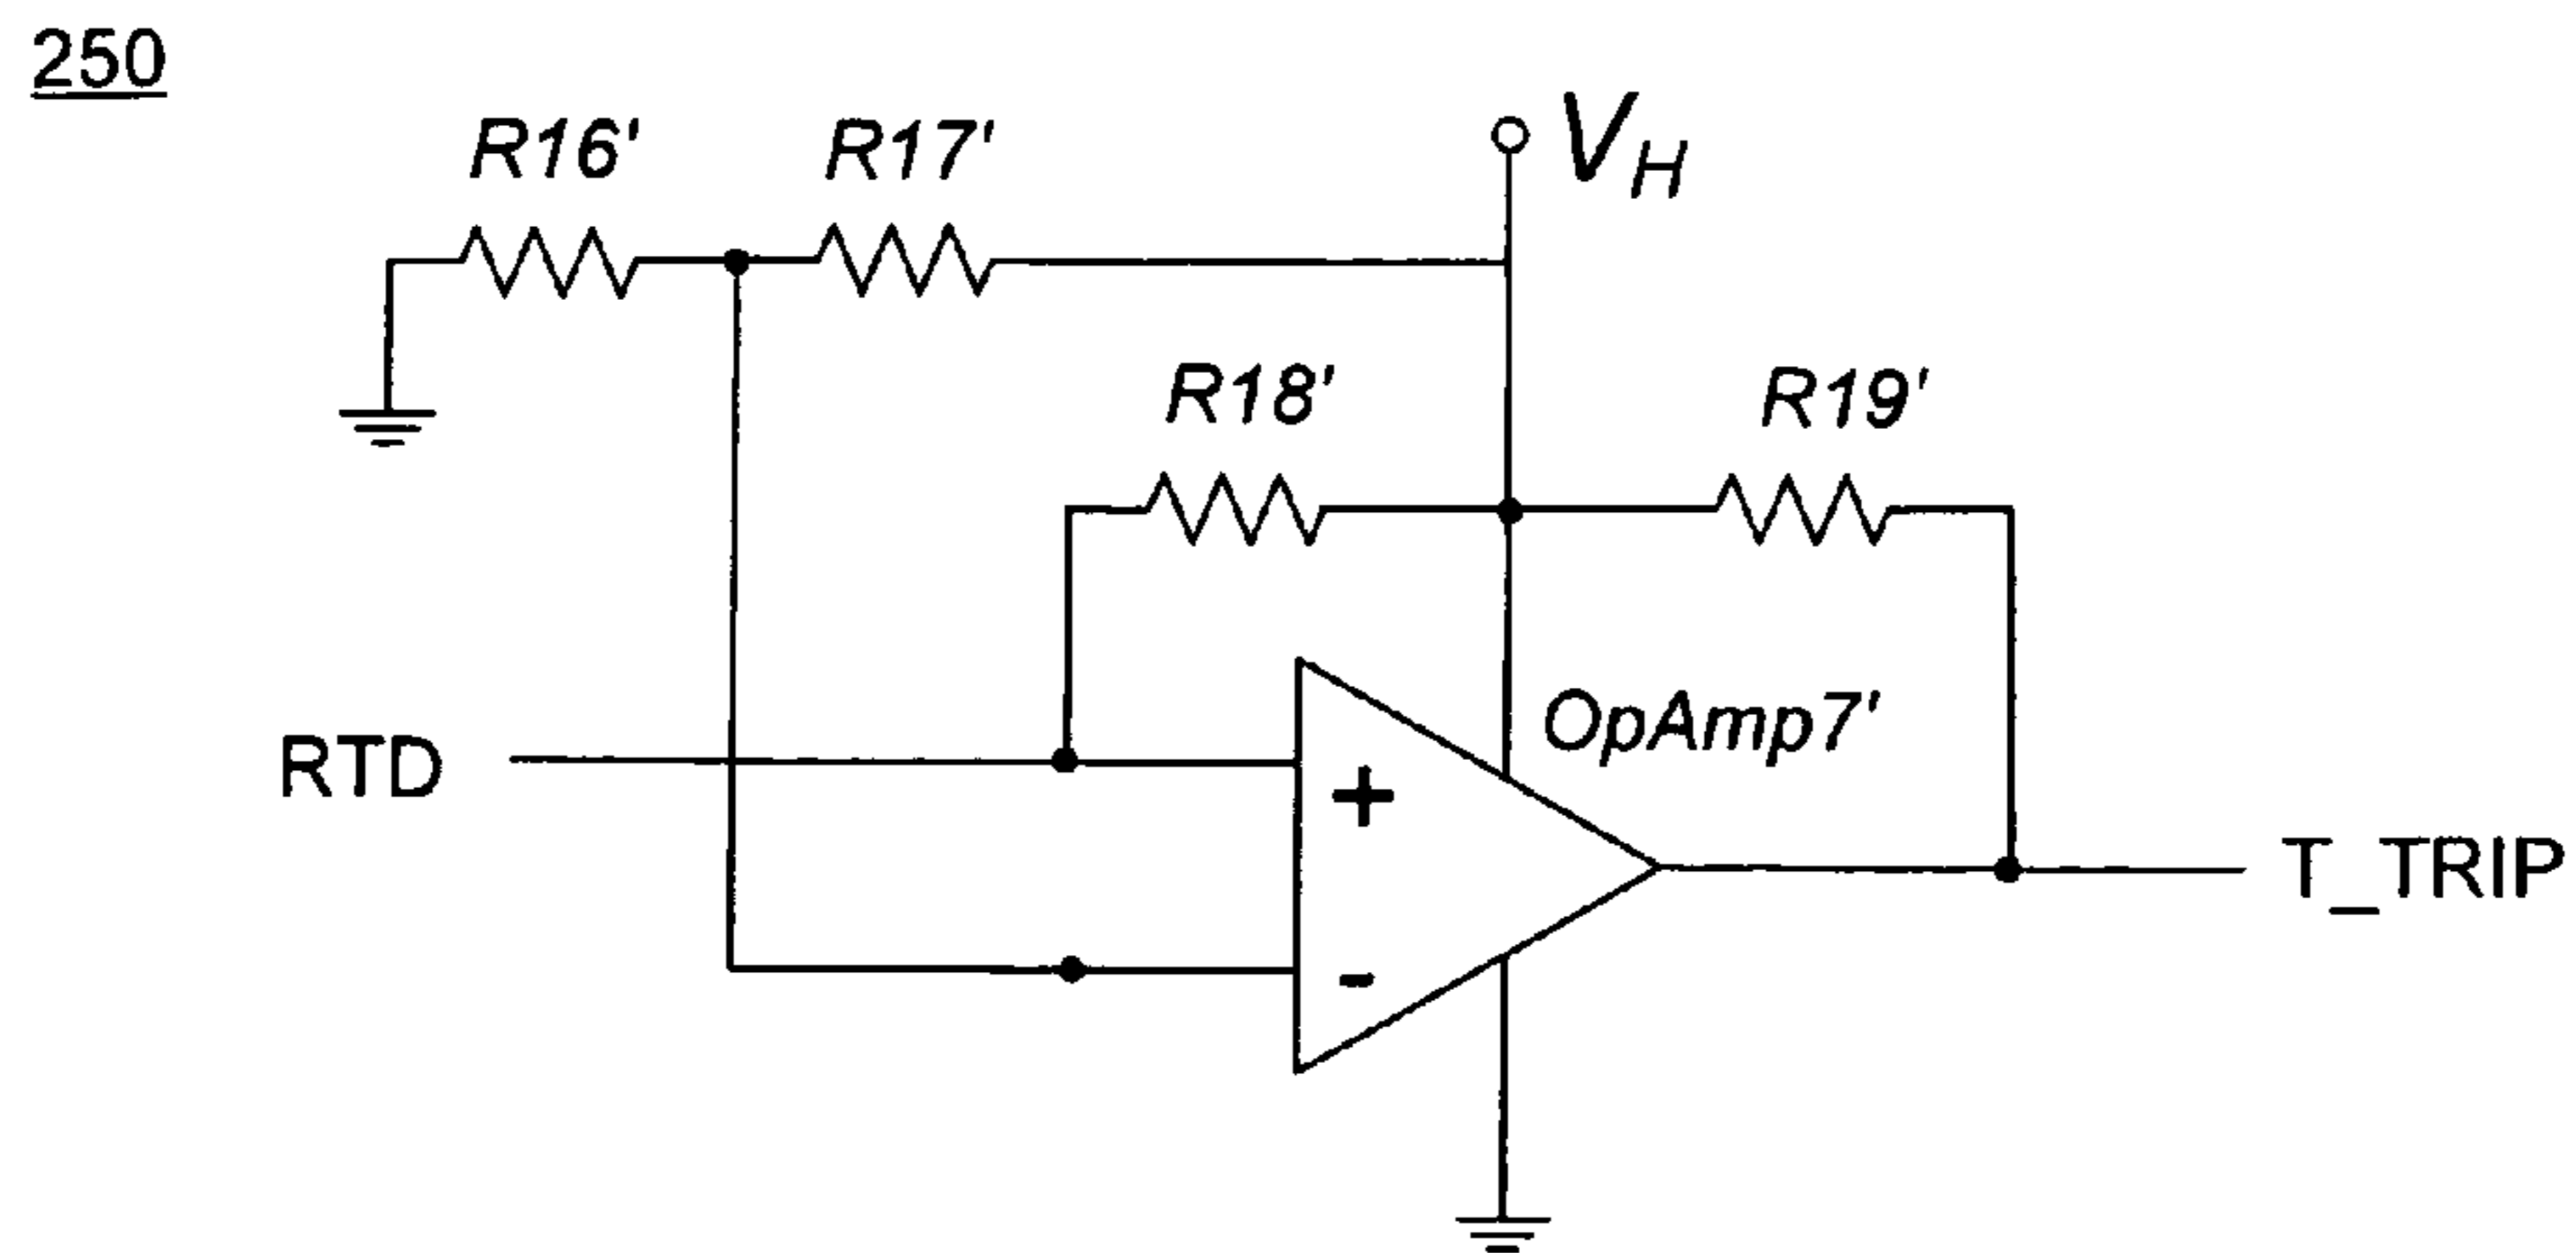 250
R16' R17' V_H
R18' R19'
OpAmp7'
RTD
+
T_TRIP
-